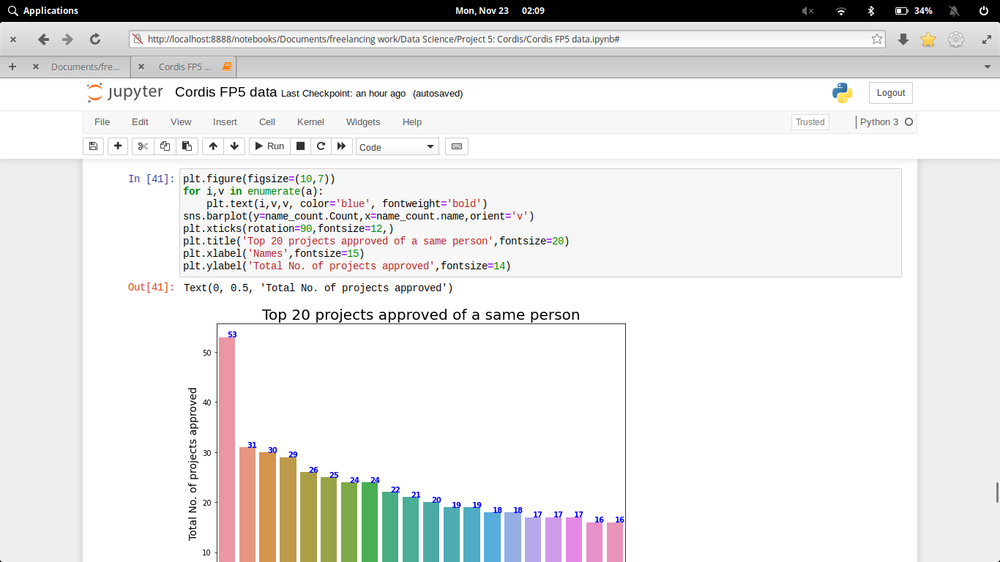 Applications
Mon, Nov 23 02:09
34%
http://localhost:8888/notebooks/Documents/freelancing work/Data Science/Project 5: Cordis/Cordis FP5 data.ipynb#
Documents/fre...
Cordis FP5 ...
jupyter Cordis FP5 data Last Checkpoint: an hour ago (autosaved)
Logout
File Edit View Insert Cell Kernel Widgets Help
Trusted
Python 3
Run
Code
In [41]:
plt.figure(figsize=(10,7))
for i,v in enumerate(a):
    plt.text(i,v,v, color='blue', fontweight='bold')
sns.barplot(y=name_count.Count,x=name_count.name,orient='v')
plt.xticks(rotation=90,fontsize=12,)
plt.title('Top 20 projects approved of a same person',fontsize=20)
plt.xlabel('Names',fontsize=15)
plt.ylabel('Total No. of projects approved',fontsize=14)
Out[41]: Text(0, 0.5, 'Total No. of projects approved')
Top 20 projects approved of a same person
Total No. of projects approved
50
40
30
20
10
53
31
30
29
26
25
24
24
22
21
20
19
19
18
18
17
17
17
16
16